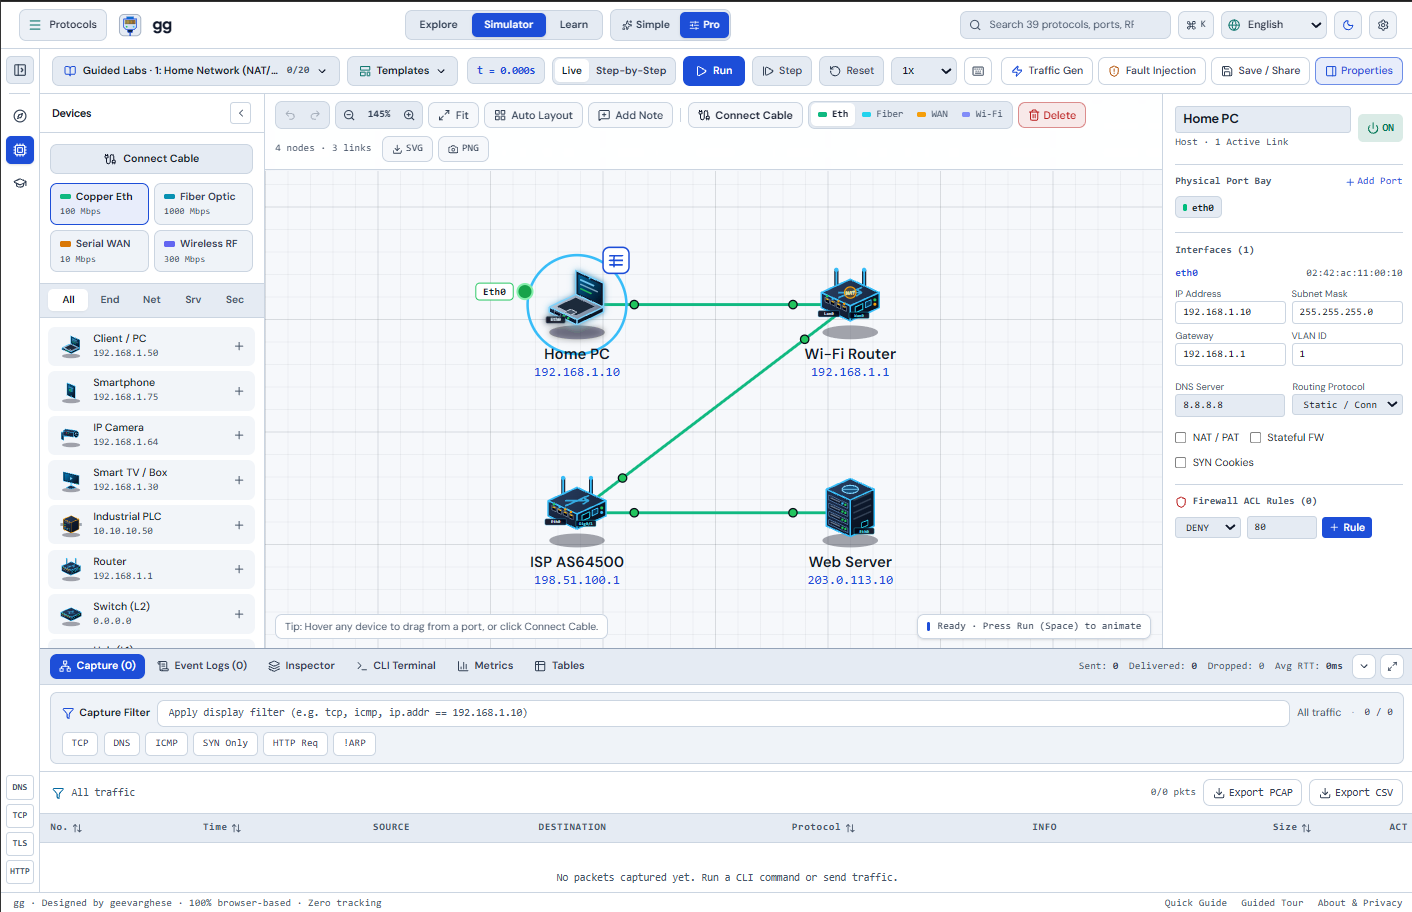 Protocols
gg
Explore
Simulator
Learn
Simple
Pro
Search 39 protocols, ports, RF
⌘ K
English
Guided Labs · 1: Home Network (NAT/... 0/20
Templates
t = 0.000s
Live
Step-by-Step
Run
Step
Reset
1x
Traffic Gen
Fault Injection
Save / Share
Properties
Devices
Connect Cable
Copper Eth
100 Mbps
Fiber Optic
1000 Mbps
Serial WAN
10 Mbps
Wireless RF
300 Mbps
All
End
Net
Srv
Sec
Client / PC
192.168.1.50
Smartphone
192.168.1.75
IP Camera
192.168.1.64
Smart TV / Box
192.168.1.30
Industrial PLC
10.10.10.50
Router
192.168.1.1
Switch (L2)
0.0.0.0
145%
Fit
Auto Layout
Add Note
Connect Cable
Eth
Fiber
WAN
Wi-Fi
Delete
4 nodes · 3 links
SVG
PNG
Eth0
Home PC
192.168.1.10
NAT
Wi-Fi Router
192.168.1.1
ISP AS64500
198.51.100.1
Web Server
203.0.113.10
Tip: Hover any device to drag from a port, or click Connect Cable.
Ready · Press Run (Space) to animate
Home PC
ON
Host · 1 Active Link
Physical Port Bay
+ Add Port
eth0
Interfaces (1)
eth0
02:42:ac:11:00:10
IP Address
Subnet Mask
192.168.1.10
255.255.255.0
Gateway
VLAN ID
192.168.1.1
1
DNS Server
Routing Protocol
8.8.8.8
Static / Conn
NAT / PAT
Stateful FW
SYN Cookies
Firewall ACL Rules (0)
DENY
80
+ Rule
Capture (0)
Event Logs (0)
Inspector
CLI Terminal
Metrics
Tables
Sent: 0 Delivered: 0 Dropped: 0 Avg RTT: 0ms
Capture Filter
Apply display filter (e.g. tcp, icmp, ip.addr == 192.168.1.10)
All traffic · 0 / 0
TCP
DNS
ICMP
SYN Only
HTTP Req
!ARP
DNS
TCP
TLS
HTTP
All traffic
0/0 pkts
Export PCAP
Export CSV
No.
Time
SOURCE
DESTINATION
Protocol
INFO
Size
ACT
No packets captured yet. Run a CLI command or send traffic.
gg · Designed by geevarghese · 100% browser-based · Zero tracking
Quick Guide
Guided Tour
About & Privacy